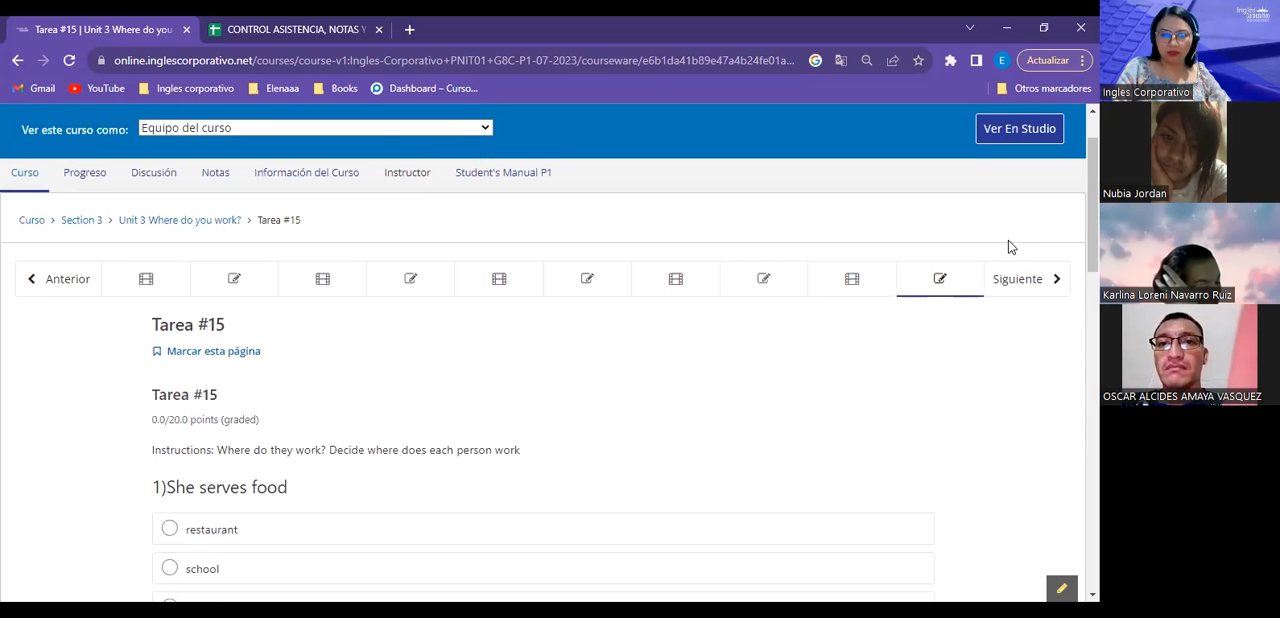 Tarea #15 | Unit 3 Where do you
CONTROL ASISTENCIA, NOTAS Y
online.inglescorporativo.net/courses/course-v1:Ingles-Corporativo+PNIT01+G8C-P1-07-2023/courseware/e6b1da41b89e47a4b24fe01a...
E
Actualizar
Gmail
YouTube
Ingles corporativo
Elenaaa
Books
Dashboard – Curso...
Otros marcadores
Ver este curso como:
Equipo del curso
Ver En Studio
Curso
Progreso
Discusión
Notas
Información del Curso
Instructor
Student's Manual P1
Curso > Section 3 > Unit 3 Where do you work? > Tarea #15
Anterior
Siguiente
Tarea #15
Marcar esta página
Tarea #15
0.0/20.0 points (graded)
Instructions: Where do they work? Decide where does each person work
1)She serves food
restaurant
school
Ingles Corporativo
Nubia Jordan
Karlina Loreni Navarro Ruiz
OSCAR ALCIDES AMAYA VASQUEZ